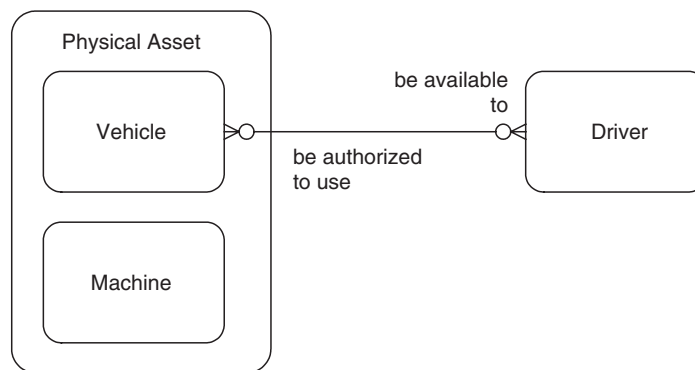 Physical Asset
Vehicle
be available
to
Driver
be authorized
to use
Machine